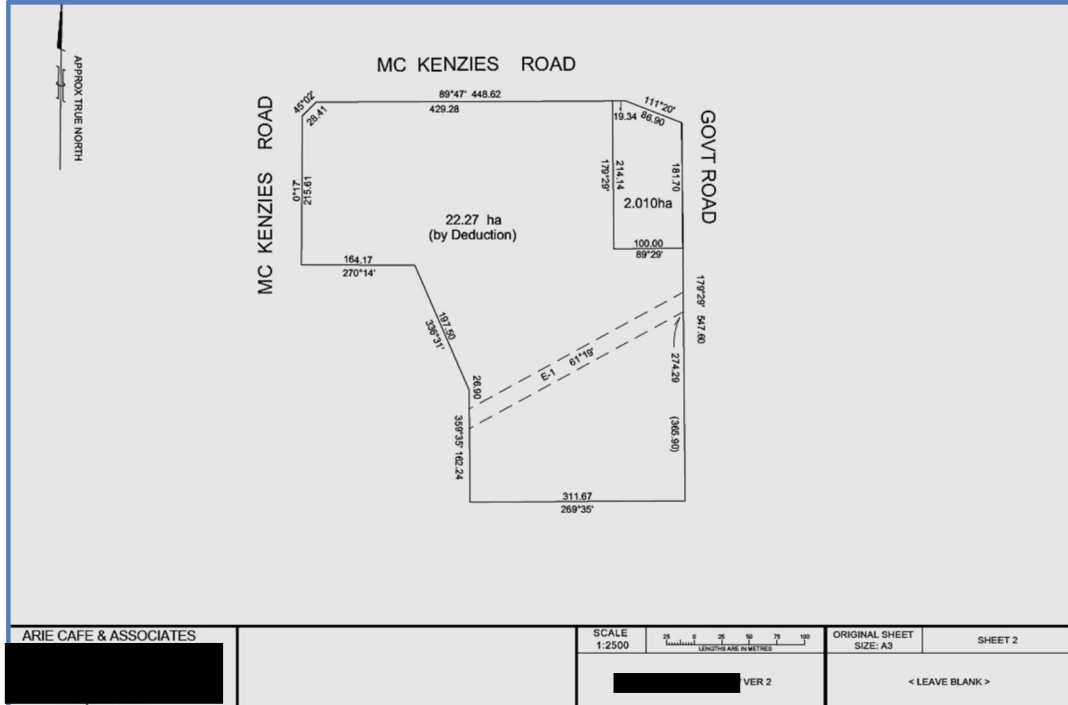 APPROX TRUE NORTH
MC KENZIES ROAD
MC KENZIES ROAD
GOVT ROAD
89°47' 448.62
429.28
45°02'
28.41
111°20'
86.90
19.34
179°29'
214.14
181.70
2.010ha
100.00
89°29'
0°17'
215.61
22.27 ha
(by Deduction)
164.17
270°14'
197.50
336°31'
26.90
E-1 61°19'
179°29' 547.60
274.29
(365.90)
359°35' 162.24
311.67
269°35'
ARIE CAFE & ASSOCIATES
SCALE
1:2500
25 0 25 50 75 100
LENGTHS ARE IN METRES
ORIGINAL SHEET
SIZE: A3
SHEET 2
VER 2
< LEAVE BLANK >